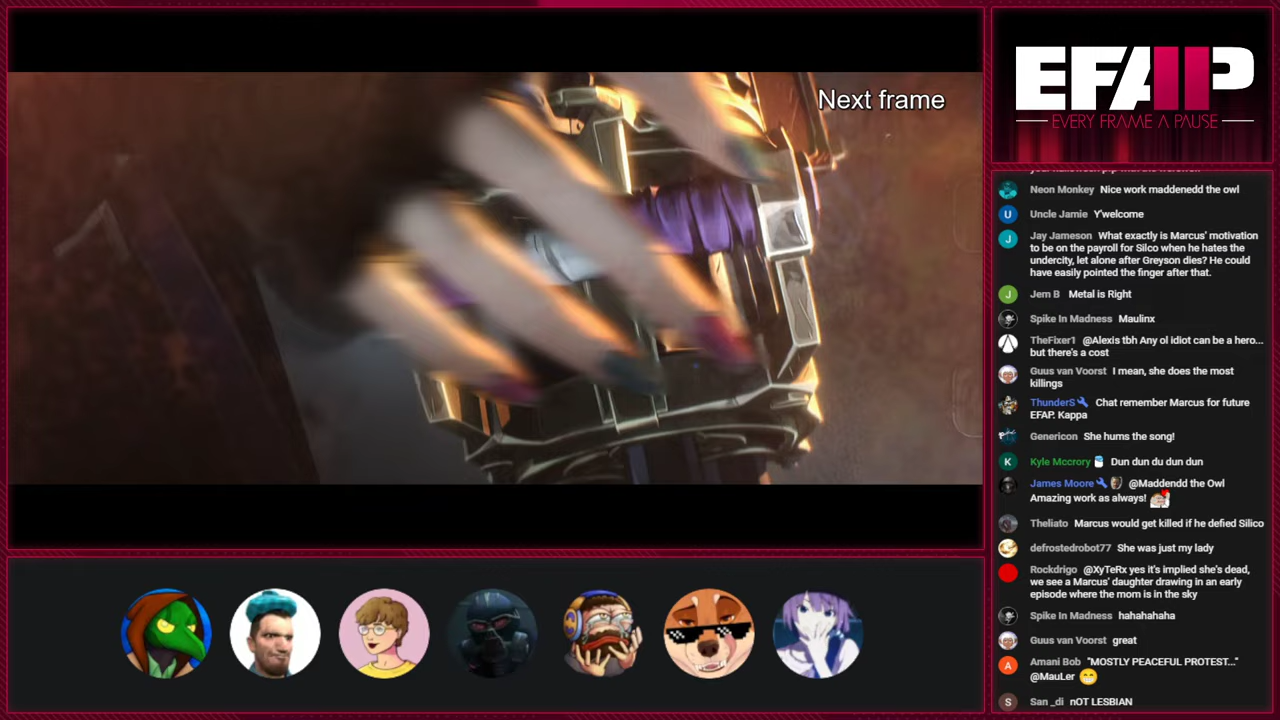 Next frame
EFAP
EVERY FRAME A PAUSE
Neon Monkey Nice work maddenedd the owl
Uncle Jamie Y'welcome
Jay Jameson What exactly is Marcus' motivation
to be on the payroll for Silco when he hates the
undercity, let alone after Greyson dies? He could
have easily pointed the finger after that.
Jem B Metal is Right
Spike In Madness Maulinx
TheFixer1 @Alexis tbh Any ol idiot can be a hero...
but there's a cost
Guus van Voorst I mean, she does the most
killings
ThunderS Chat remember Marcus for future
EFAP. Kappa
Genericon She hums the song!
Kyle Mccrory Dun dun du dun dun
James Moore @Maddendd the Owl
Amazing work as always!
Theliato Marcus would get killed if he defied Silico
defrostedrobot77 She was just my lady
Rockdrigo @XyTeRx yes it's implied she's dead,
we see a Marcus' daughter drawing in an early
episode where the mom is in the sky
Spike In Madness hahahahaha
Guus van Voorst great
Amani Bob "MOSTLY PEACEFUL PROTEST..."
@MauLer
San _di nOT LESBIAN